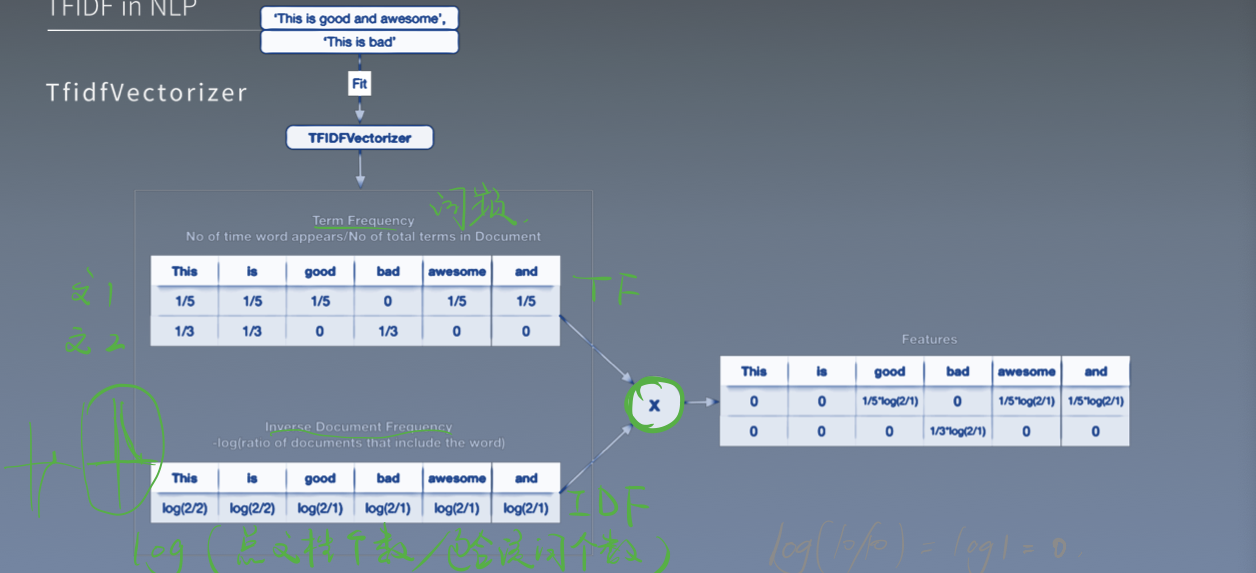 TFIDF in NLP
'This is good and awesome',
'This is bad'
Fit
TfidfVectorizer
TFIDFVectorizer
词频.
Term Frequency
No of time word appears/No of total terms in Document
This is good bad awesome and
文1 1/5 1/5 1/5 0 1/5 1/5 TF
文2 1/3 1/3 0 1/3 0 0
Features
This is good bad awesome and
0 0 1/5*log(2/1) 0 1/5*log(2/1) 1/5*log(2/1)
0 0 0 1/3*log(2/1) 0 0
X
Inverse Document Frequency
-log(ratio of documents that include the word)
This is good bad awesome and
log(2/2) log(2/2) log(2/1) log(2/1) log(2/1) log(2/1) IDF
log(总文档个数/包含该词个数)
log(10/10) = log1 = 0.